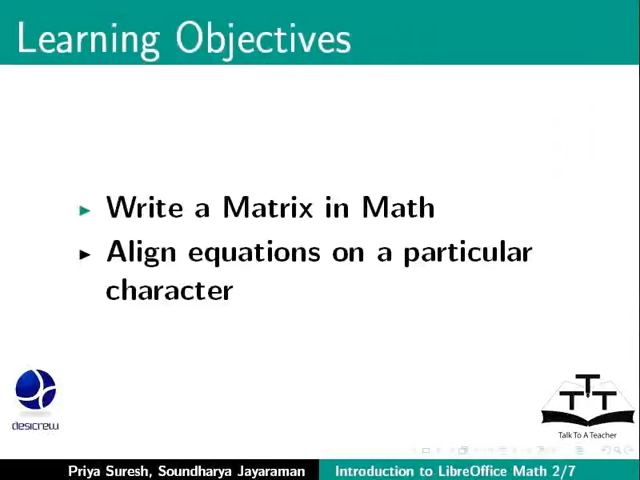 Learning Objectives
Write a Matrix in Math
Align equations on a particular
character
desicrew
T
T T
Talk To A Teacher
Priya Suresh, Soundharya Jayaraman Introduction to LibreOffice Math 2/7